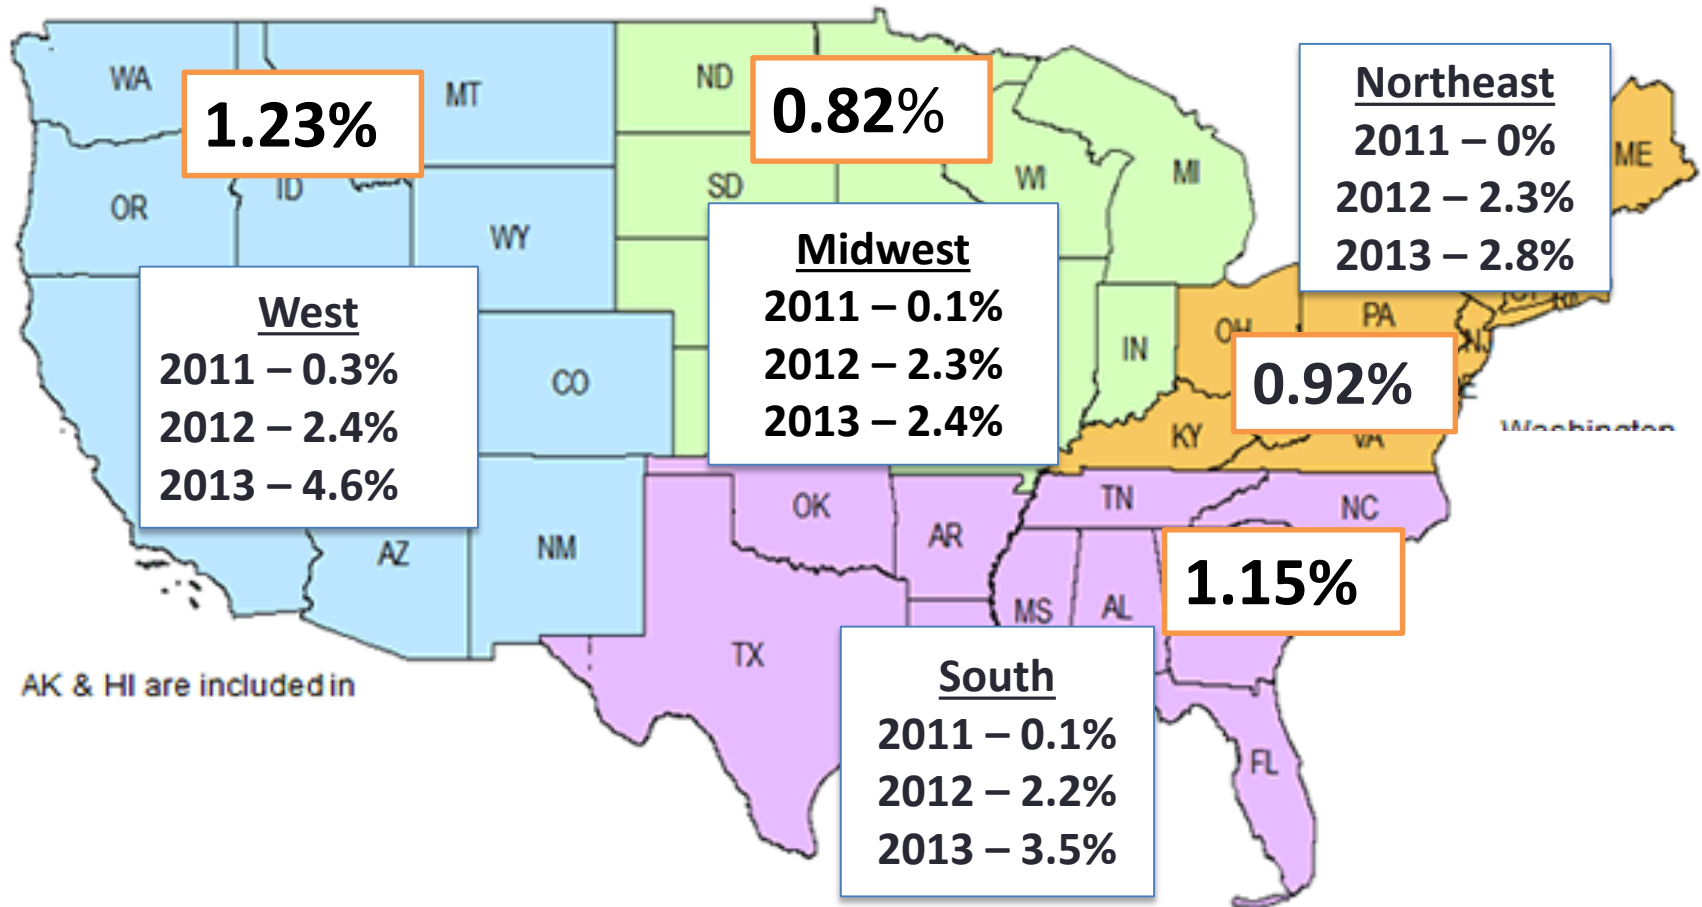 WA
MT
ND
1.23%
0.82%
Northeast
2011 – 0%
2012 – 2.3%
2013 – 2.8%
ME
OR
ID
WY
SD
WI
MI
West
2011 – 0.3%
2012 – 2.4%
2013 – 4.6%
Midwest
2011 – 0.1%
2012 – 2.3%
2013 – 2.4%
CO
IN
OH
PA
NJ
0.92%
KY
VA
Washington
AZ
NM
OK
AR
TN
NC
MS
AL
1.15%
TX
AK & HI are included in
South
2011 – 0.1%
2012 – 2.2%
2013 – 3.5%
FL